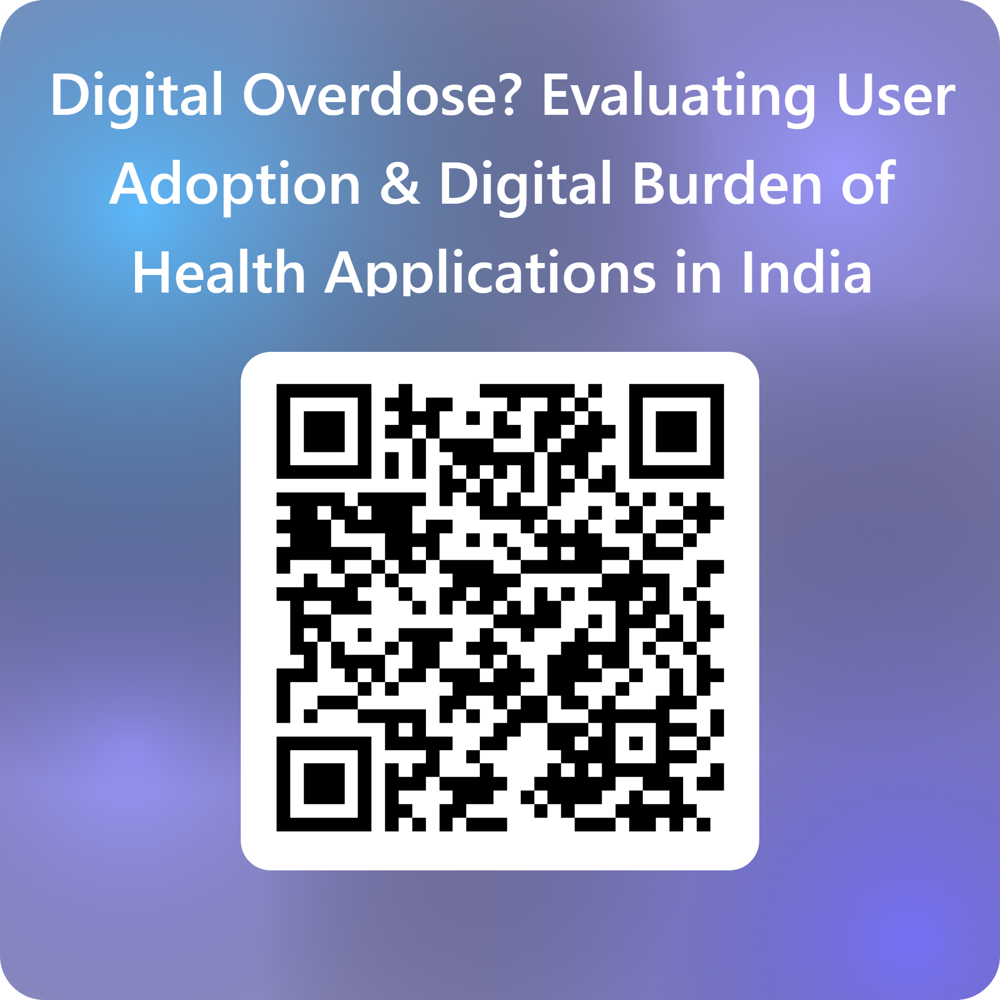 Digital Overdose? Evaluating User
Adoption & Digital Burden of
Health Applications in India